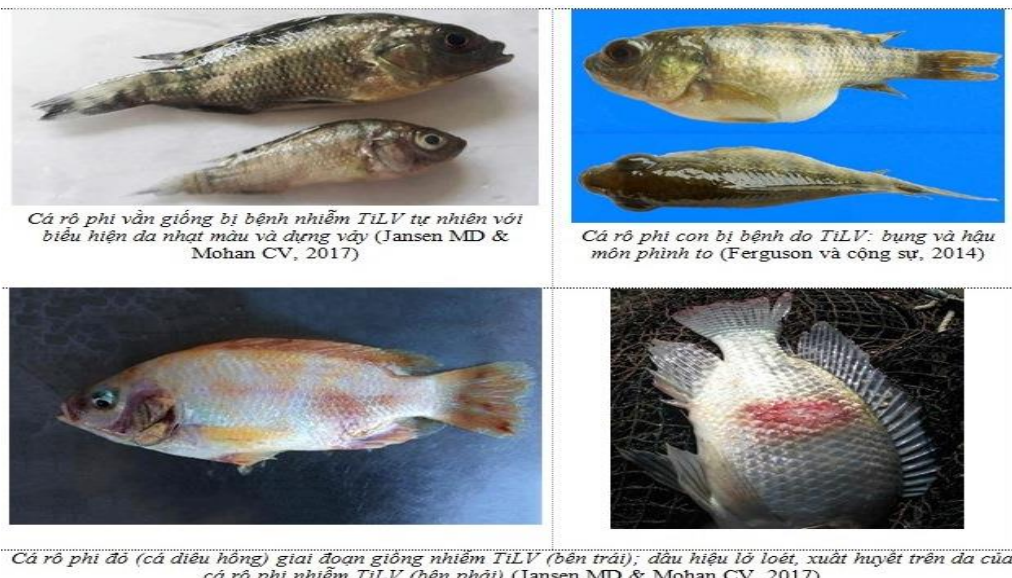 Cá rô phi vằn giống bị bệnh nhiễm TiLV tự nhiên với
biểu hiện da nhạt màu và dựng vảy (Jansen MD &
Mohan CV, 2017)
Cá rô phi con bị bệnh do TiLV: bụng và hậu
môn phình to (Ferguson và cộng sự, 2014)
Cá rô phi đỏ (cá diêu hồng) giai đoạn giống nhiễm TiLV (bên trái); dấu hiệu lở loét, xuất huyết trên da của
cá rô phi nhiễm TiLV (bên phải) (Jansen MD & Mohan CV, 2017)